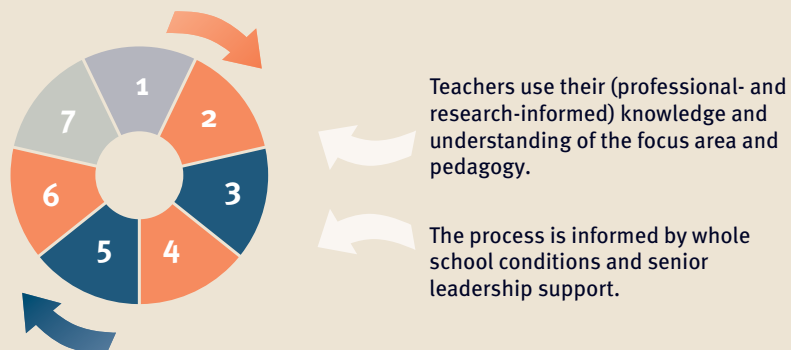 1
2
3
4
5
6
7
Teachers use their (professional- and
research-informed) knowledge and
understanding of the focus area and
pedagogy.
The process is informed by whole
school conditions and senior
leadership support.